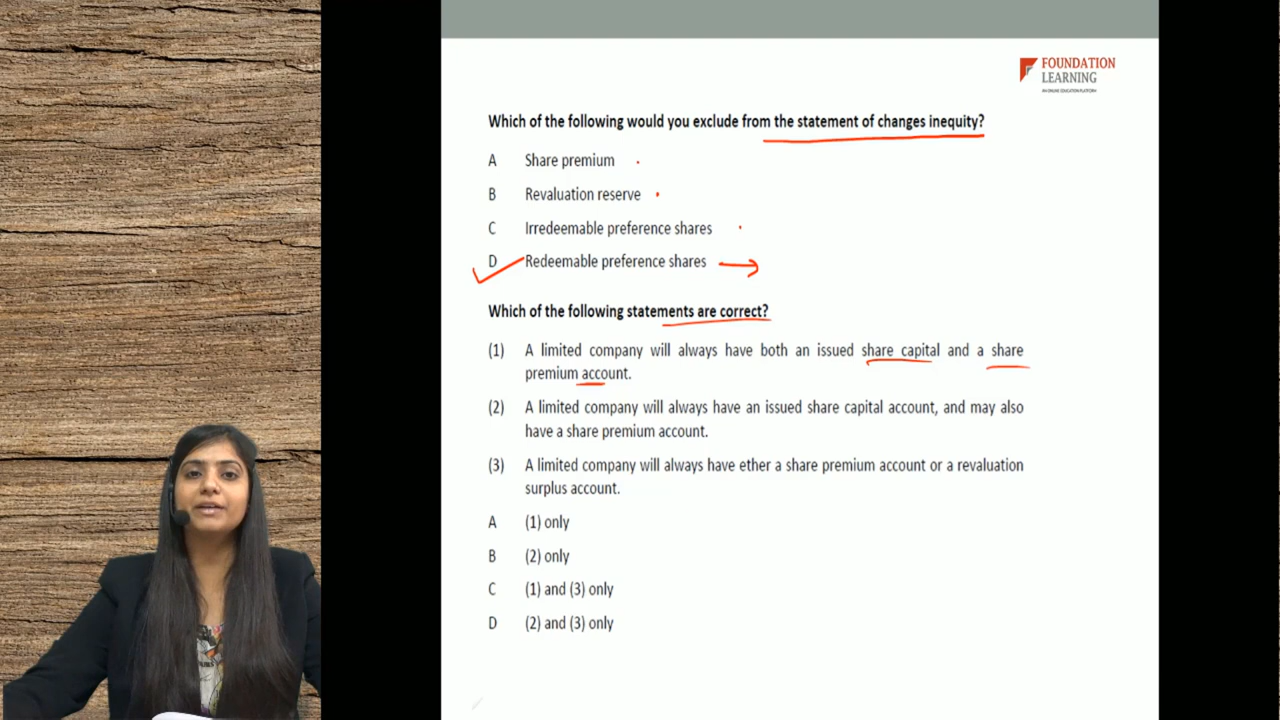 FOUNDATION
LEARNING
AN ONLINE EDUCATION PLATFORM
Which of the following would you exclude from the statement of changes inequity?
A Share premium
B Revaluation reserve
C Irredeemable preference shares
D Redeemable preference shares
Which of the following statements are correct?
(1) A limited company will always have both an issued share capital and a share
premium account.
(2) A limited company will always have an issued share capital account, and may also
have a share premium account.
(3) A limited company will always have ether a share premium account or a revaluation
surplus account.
A (1) only
B (2) only
C (1) and (3) only
D (2) and (3) only